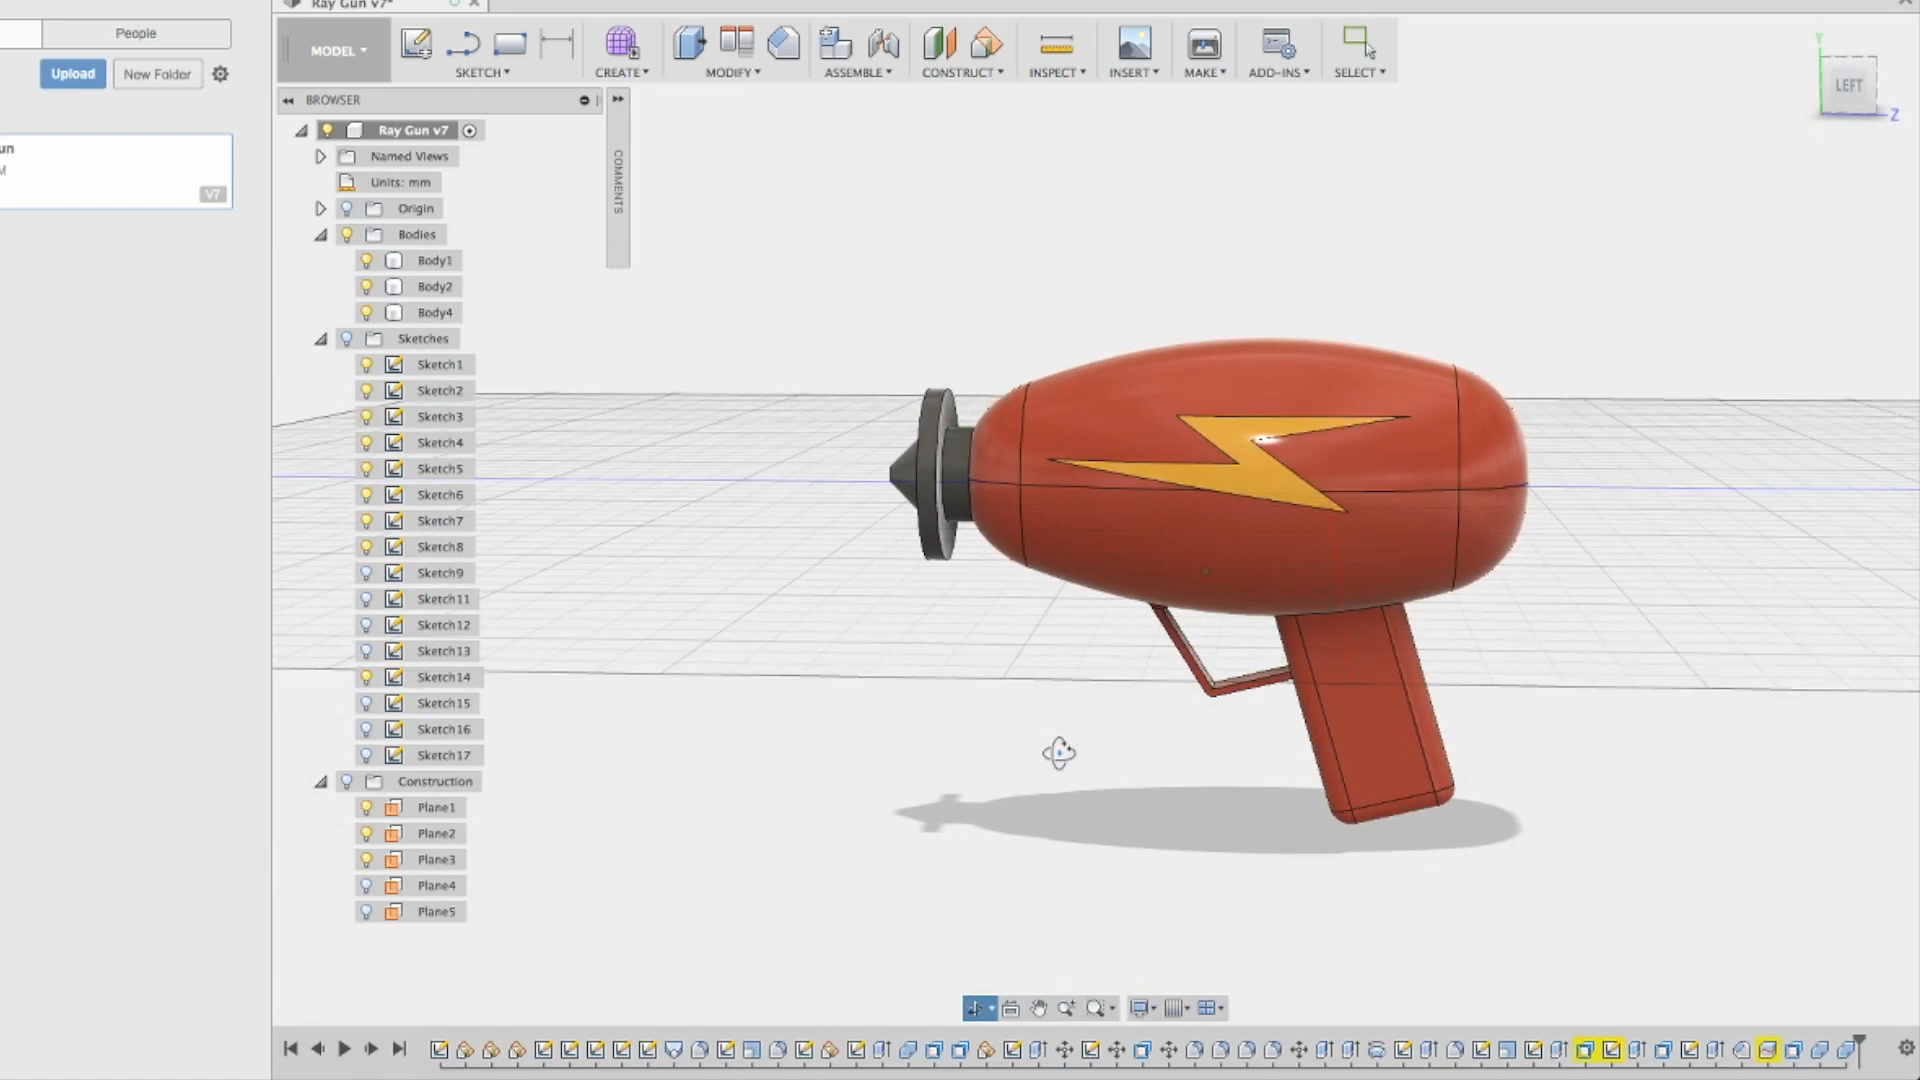 Ray Gun v7*
People
Upload
New Folder
un
M
V7
MODEL
SKETCH
CREATE
MODIFY
ASSEMBLE
CONSTRUCT
INSPECT
INSERT
MAKE
ADD-INS
SELECT
BROWSER
COMMENTS
Ray Gun v7
Named Views
Units: mm
Origin
Bodies
Body1
Body2
Body4
Sketches
Sketch1
Sketch2
Sketch3
Sketch4
Sketch5
Sketch6
Sketch7
Sketch8
Sketch9
Sketch11
Sketch12
Sketch13
Sketch14
Sketch15
Sketch16
Sketch17
Construction
Plane1
Plane2
Plane3
Plane4
Plane5
Y
LEFT
Z